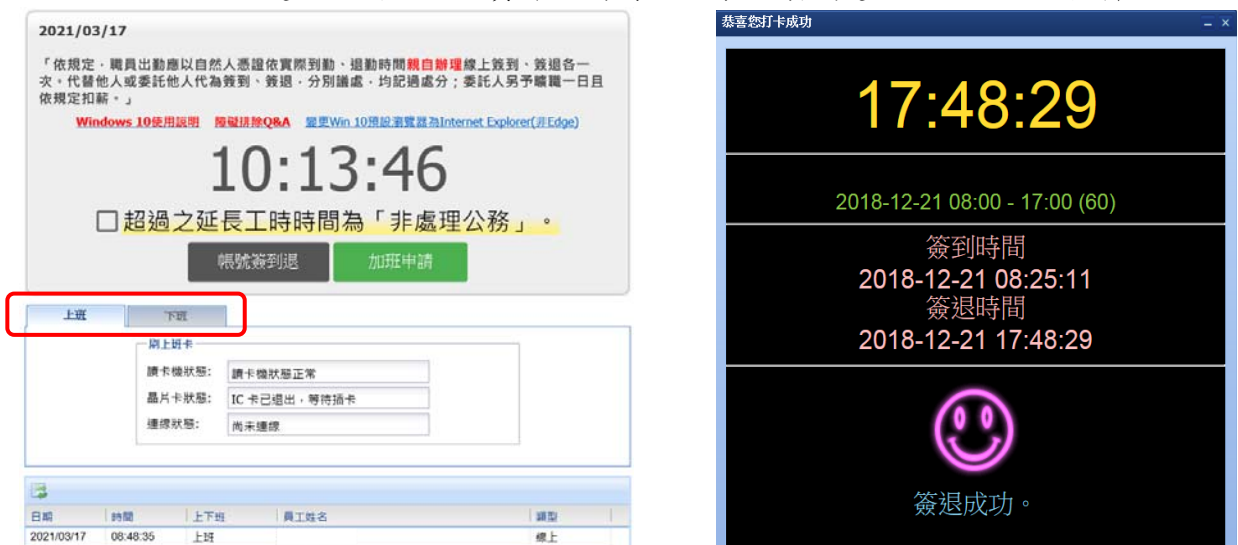 2021/03/17
「依規定，職員出勤應以自然人憑證依實際到勤、退勤時間親自辦理線上簽到、簽退各一
次。代替他人或委託他人代為簽到、簽退，分別議處，均記過處分；委託人另予曠職一日且
依規定扣薪。」
Windows 10使用說明 障礙排除Q&A 變更Win 10預設瀏覽器為Internet Explorer(非Edge)
10:13:46
超過之延長工時時間為「非處理公務」。
帳號簽到退 加班申請
上班 下班
刷上班卡
讀卡機狀態: 讀卡機狀態正常
晶片卡狀態: IC 卡已退出，等待插卡
連線狀態: 尚未連線
日期 時間 上下班 員工姓名 類型
2021/03/17 08:48:35 上班 線上
恭喜您打卡成功
17:48:29
2018-12-21 08:00 - 17:00 (60)
簽到時間
2018-12-21 08:25:11
簽退時間
2018-12-21 17:48:29
簽退成功。